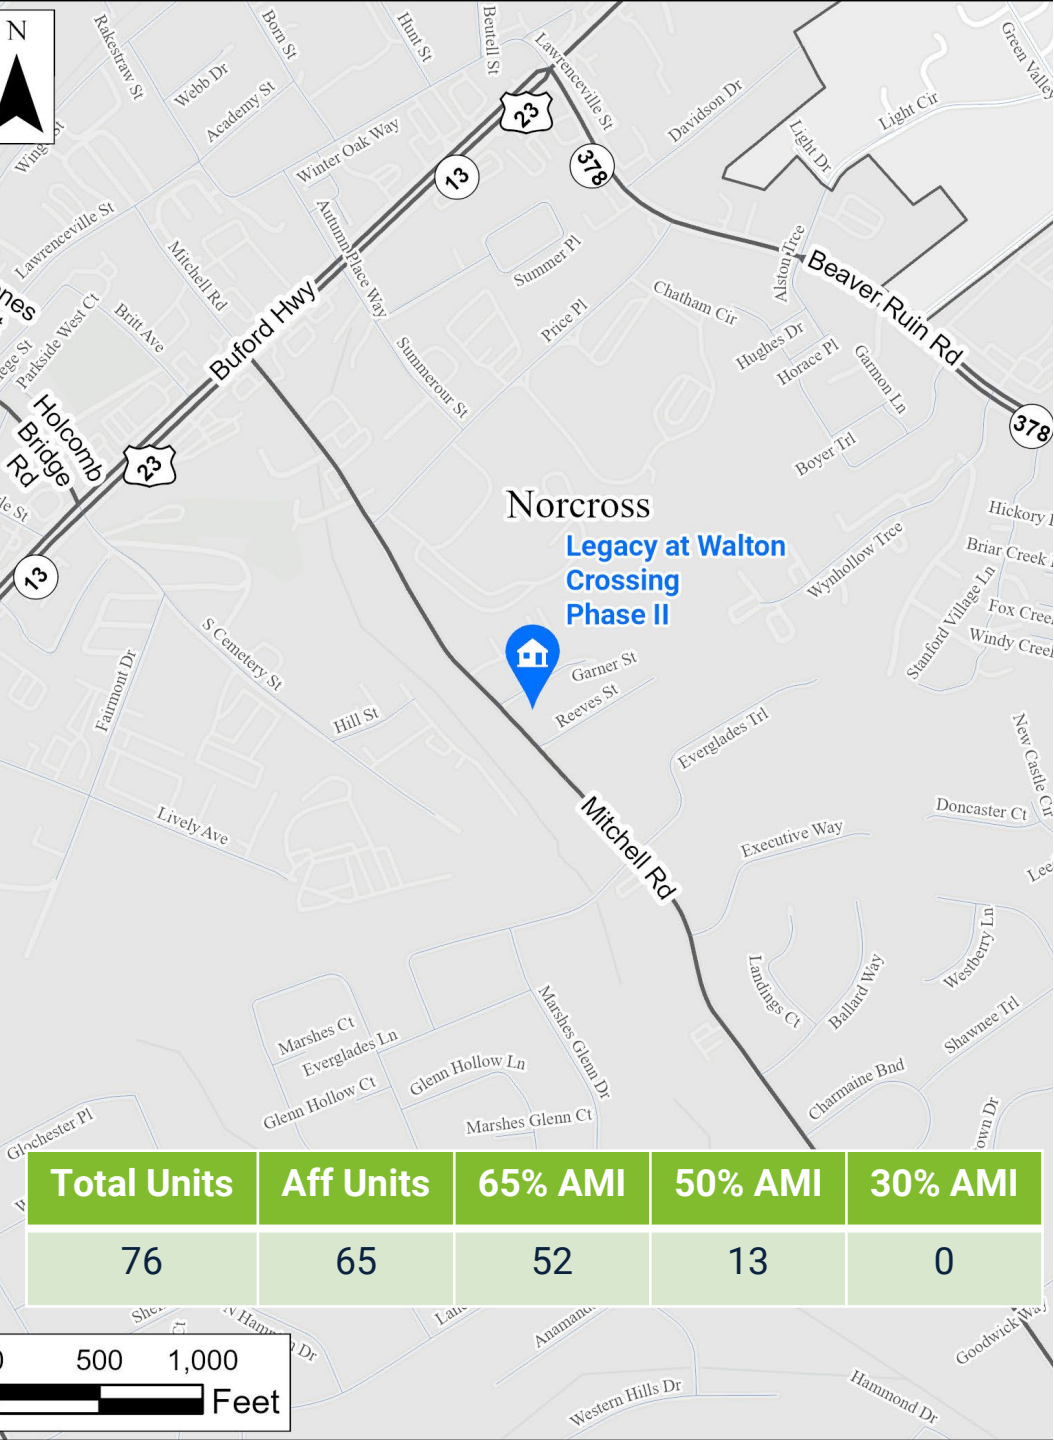 N
Rakestraw St
Born St
Hunt St
Beutell St
Lawrenceville St
Green Valley
Webb Dr
Academy St
Davidson Dr
Light Cir
Light Dr
23
13
378
Winter Oak Way
Lawrenceville St
Mitchell Rd
Autumn Place Way
Summer Pl
Alston Trce
Beaver Ruin Rd
Buford Hwy
Parkside West Ct
Britt Ave
Chatham Cir
Price Pl
Hughes Dr
Horace Pl
Garmon Ln
Summerour St
378
Holcomb
Bridge
Rd
23
Boyer Trl
13
Norcross
Legacy at Walton
Crossing
Phase II
Wynhollow Trce
Hickory
Briar Creek
Stanford Village Ln
Fox Creek
Windy Creek
S Cemetery St
Fairmont Dr
Hill St
Garner St
Reeves St
Everglades Trl
New Castle Cir
Lively Ave
Mitchell Rd
Doncaster Ct
Executive Way
Lee
Landings Ct
Ballard Way
Westberry Ln
Shawnee Trl
Marshes Ct
Everglades Ln
Marshes Glenn Dr
Glenn Hollow Ln
Glenn Hollow Ct
Marshes Glenn Ct
Charmaine Bnd
own Dr
Glochester Pl
Total Units Aff Units 65% AMI 50% AMI 30% AMI
76 65 52 13 0
Goodwick Way
Western Hills Dr
Hammond Dr
0 500 1,000
Feet